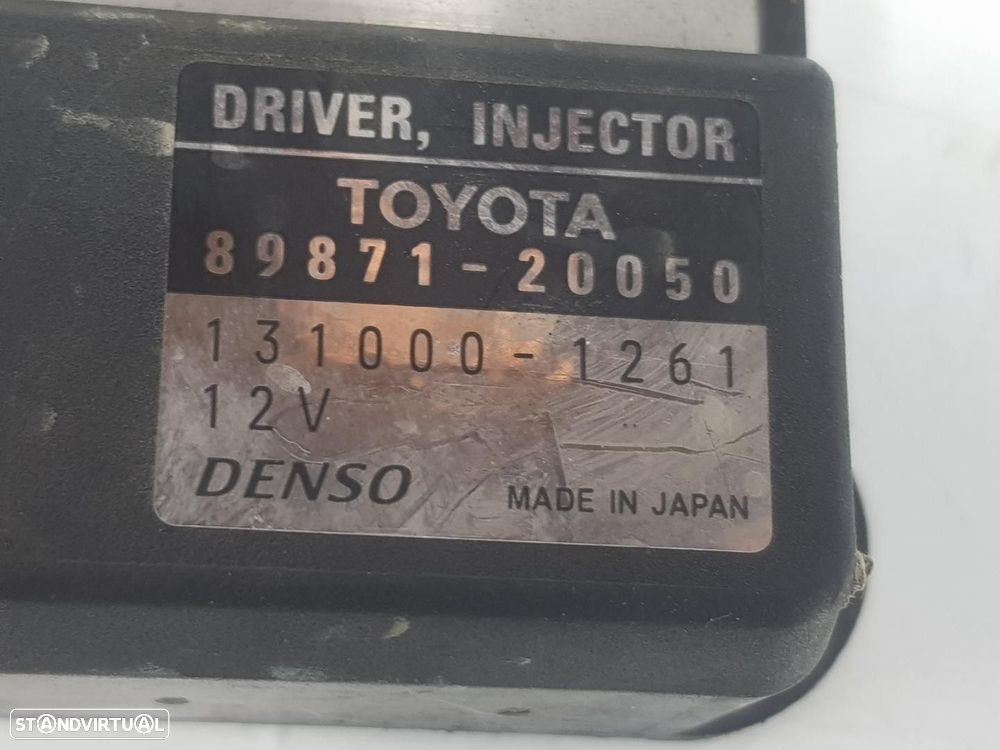 DRIVER, INJECTOR
TOYOTA
89871-20050
131000-1261
12V
DENSO
MADE IN JAPAN
STANDVIRTUAL